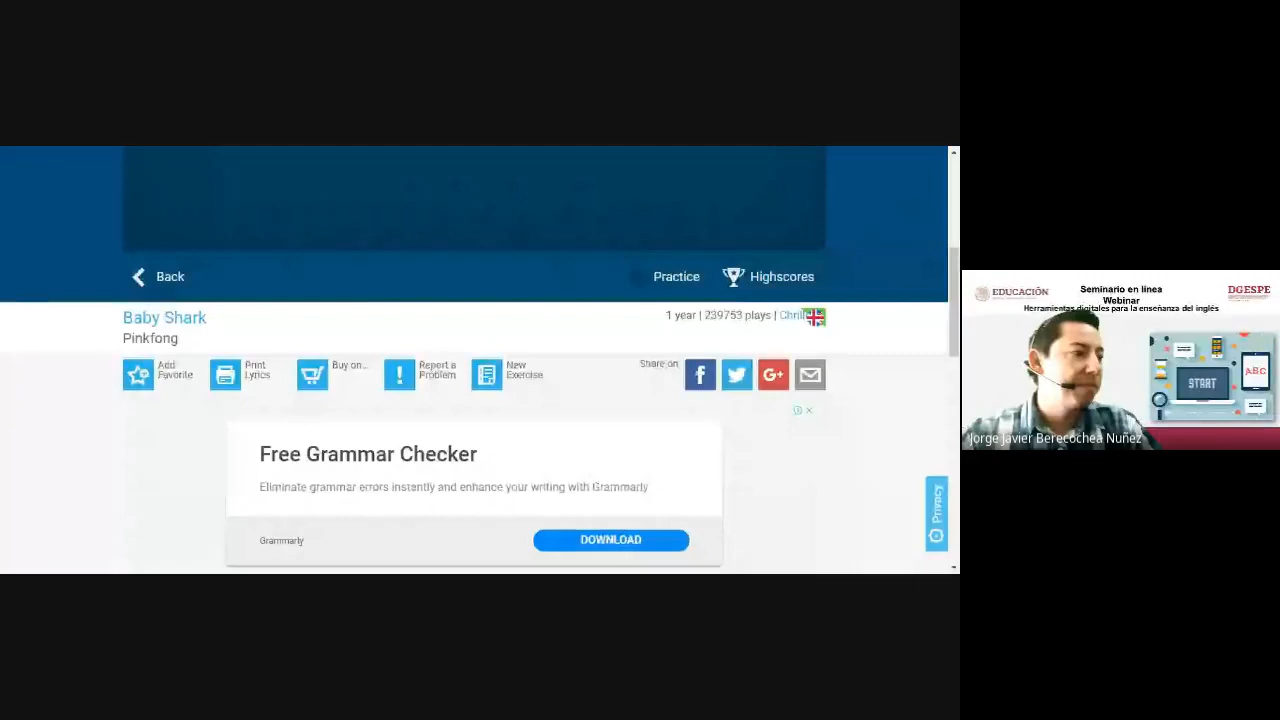 Back
Practice
Highscores
Baby Shark
Pinkfong
1 year | 239753 plays | Chrill
Add
Favorite
Print
Lyrics
Buy on...
Report a
Problem
New
Exercise
Share on
Free Grammar Checker
Eliminate grammar errors instantly and enhance your writing with Grammarly
Grammarly
DOWNLOAD
Privacy
EDUCACIÓN
Seminario en línea
Webinar
Herramientas digitales para la enseñanza del inglés
DGESPE
START
ABC
Jorge Javier Berecochea Nuñez